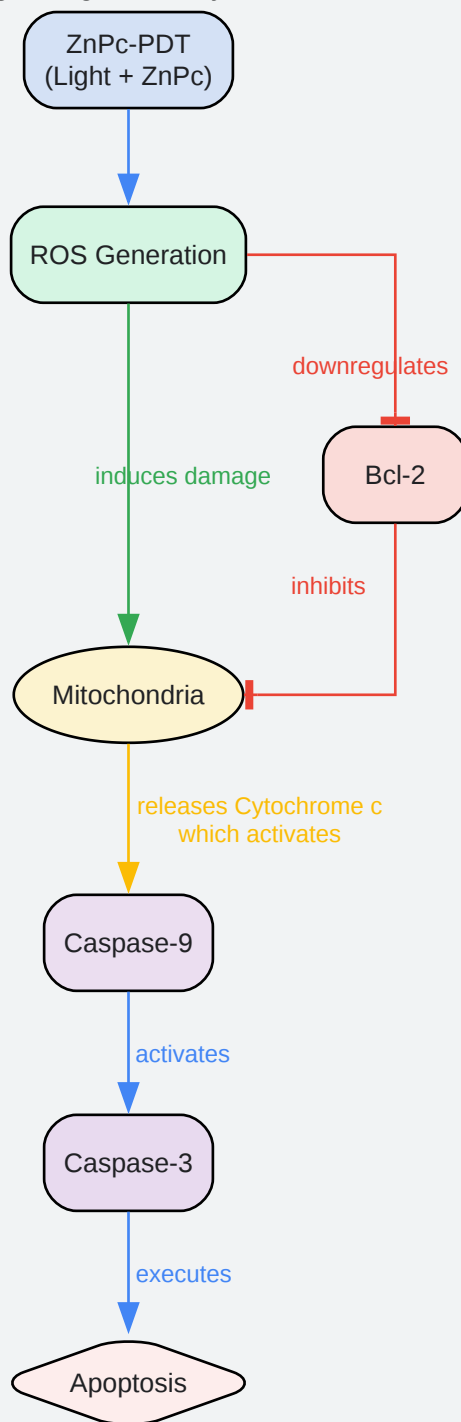 ZnPc-PDT
(Light + ZnPc)
ROS Generation
downregulates
Bcl-2
induces damage
inhibits
Mitochondria
releases Cytochrome c
which activates
Caspase-9
activates
Caspase-3
executes
Apoptosis